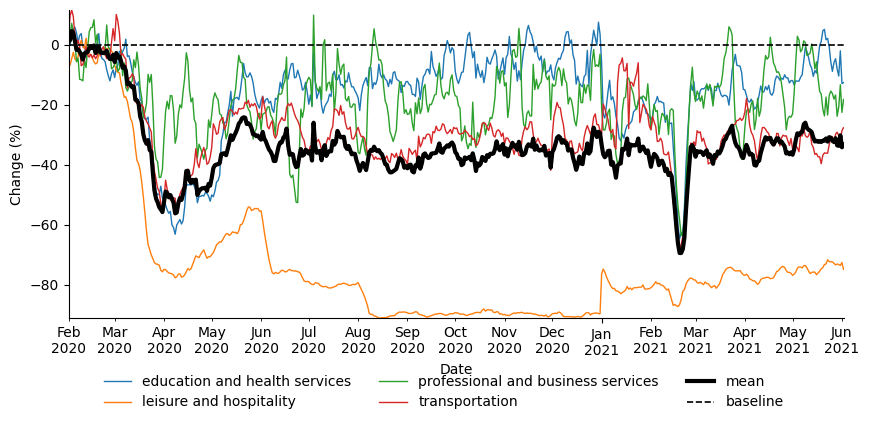 Change (%)
0
−20
−40
−60
−80
Feb Mar Apr May Jun Jul Aug Sep Oct Nov Dec Jan Feb Mar Apr May Jun
2020 2020 2020 2020 2020 2020 2020 2020 2020 2020 2020 2021 2021 2021 2021 2021 2021
Date
education and health services professional and business services mean
leisure and hospitality transportation baseline